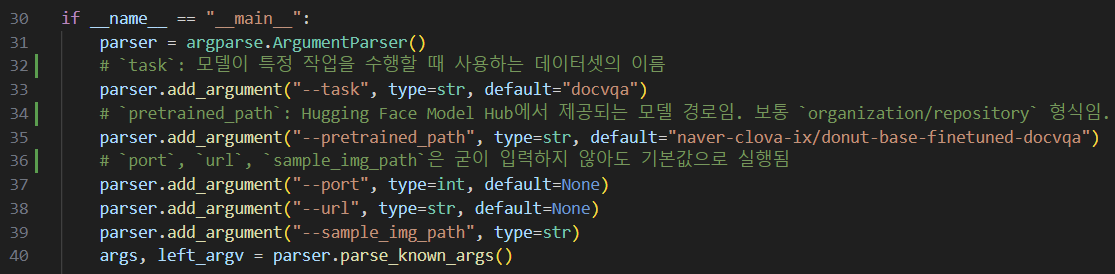 30 if __name__ == "__main__":
31     parser = argparse.ArgumentParser()
32     # `task`: 모델이 특정 작업을 수행할 때 사용하는 데이터셋의 이름
33     parser.add_argument("--task", type=str, default="docvqa")
34     # `pretrained_path`: Hugging Face Model Hub에서 제공되는 모델 경로임. 보통 `organization/repository` 형식임.
35     parser.add_argument("--pretrained_path", type=str, default="naver-clova-ix/donut-base-finetuned-docvqa")
36     # `port`, `url`, `sample_img_path`은 굳이 입력하지 않아도 기본값으로 실행됨
37     parser.add_argument("--port", type=int, default=None)
38     parser.add_argument("--url", type=str, default=None)
39     parser.add_argument("--sample_img_path", type=str)
40     args, left_argv = parser.parse_known_args()